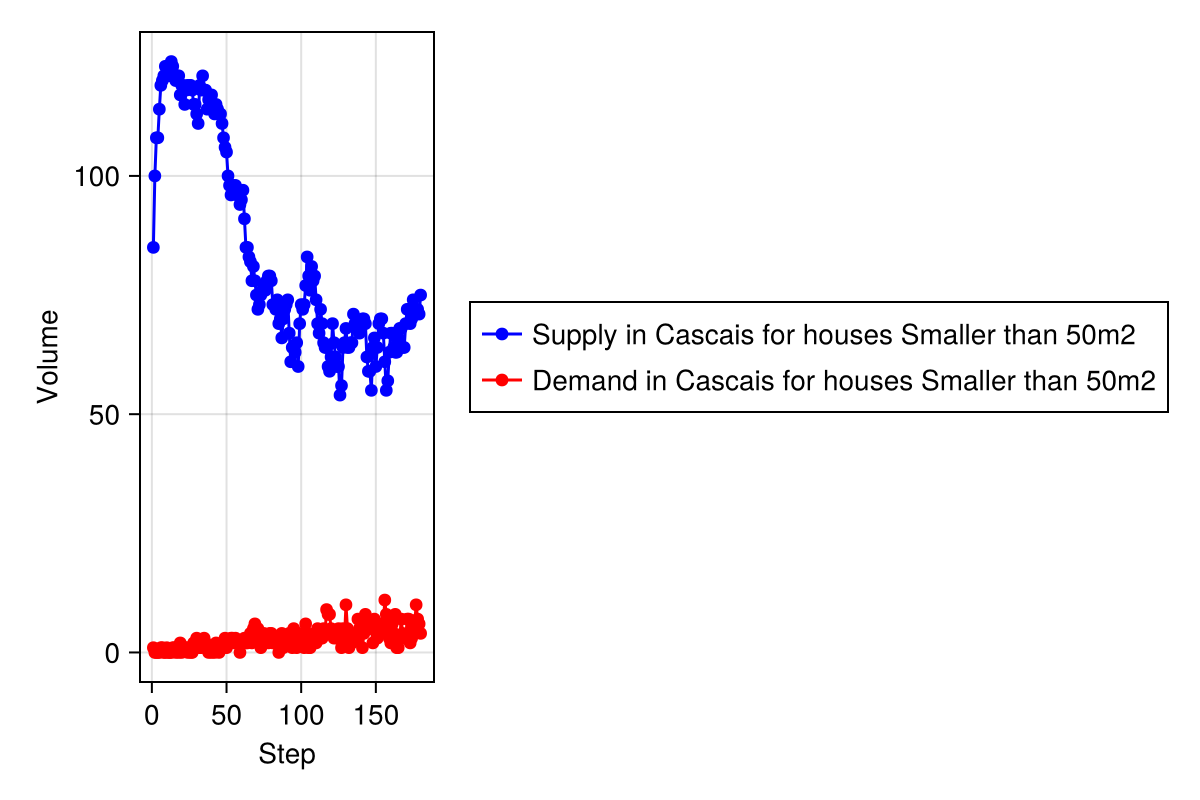 Volume
100
50
0
0 50 100 150
Step
Supply in Cascais for houses Smaller than 50m2
Demand in Cascais for houses Smaller than 50m2